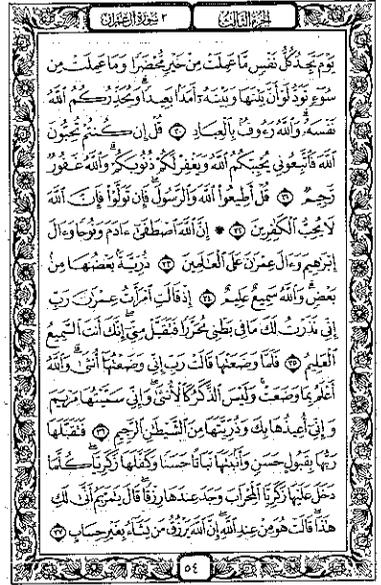 الجزء الثالث
٣ سورة آل عمران
يَوْمَ تَجِدُ كُلُّ نَفْسٍ مَّا عَمِلَتْ مِنْ خَيْرٍ مُّحْضَرًا وَمَا عَمِلَتْ مِن
سُوٓءٍ تَوَدُّ لَوْ أَنَّ بَيْنَهَا وَبَيْنَهُۥٓ أَمَدًۢا بَعِيدًا وَيُحَذِّرُكُمُ ٱللَّهُ
نَفْسَهُۥ وَٱللَّهُ رَءُوفٌۢ بِٱلْعِبَادِ ٣٠ قُلْ إِن كُنتُمْ تُحِبُّونَ
ٱللَّهَ فَٱتَّبِعُونِى يُحْبِبْكُمُ ٱللَّهُ وَيَغْفِرْ لَكُمْ ذُنُوبَكُمْ وَٱللَّهُ غَفُورٌ
رَّحِيمٌ ٣١ قُلْ أَطِيعُوا۟ ٱللَّهَ وَٱلرَّسُولَ فَإِن تَوَلَّوْا۟ فَإِنَّ ٱللَّهَ
لَا يُحِبُّ ٱلْكَٰفِرِينَ ٣٢ * إِنَّ ٱللَّهَ ٱصْطَفَىٰٓ ءَادَمَ وَنُوحًا وَءَالَ
إِبْرَٰهِيمَ وَءَالَ عِمْرَٰنَ عَلَى ٱلْعَٰلَمِينَ ٣٣ ذُرِّيَّةًۢ بَعْضُهَا مِنۢ
بَعْضٍ وَٱللَّهُ سَمِيعٌ عَلِيمٌ ٣٤ إِذْ قَالَتِ ٱمْرَأَتُ عِمْرَٰنَ رَبِّ
إِنِّى نَذَرْتُ لَكَ مَا فِى بَطْنِى مُحَرَّرًا فَتَقَبَّلْ مِنِّىٓ إِنَّكَ أَنتَ ٱلسَّمِيعُ
ٱلْعَلِيمُ ٣٥ فَلَمَّا وَضَعَتْهَا قَالَتْ رَبِّ إِنِّى وَضَعْتُهَآ أُنثَىٰ وَٱللَّهُ
أَعْلَمُ بِمَا وَضَعَتْ وَلَيْسَ ٱلذَّكَرُ كَٱلْأُنثَىٰ وَإِنِّى سَمَّيْتُهَا مَرْيَمَ
وَإِنِّىٓ أُعِيذُهَا بِكَ وَذُرِّيَّتَهَا مِنَ ٱلشَّيْطَٰنِ ٱلرَّجِيمِ ٣٦ فَتَقَبَّلَهَا
رَبُّهَا بِقَبُولٍ حَسَنٍ وَأَنۢبَتَهَا نَبَاتًا حَسَنًا وَكَفَّلَهَا زَكَرِيَّا كُلَّمَا
دَخَلَ عَلَيْهَا زَكَرِيَّا ٱلْمِحْرَابَ وَجَدَ عِندَهَا رِزْقًا قَالَ يَٰمَرْيَمُ أَنَّىٰ لَكِ
هَٰذَا قَالَتْ هُوَ مِنْ عِندِ ٱللَّهِ إِنَّ ٱللَّهَ يَرْزُقُ مَن يَشَآءُ بِغَيْرِ حِسَابٍ ٣٧
٥٤